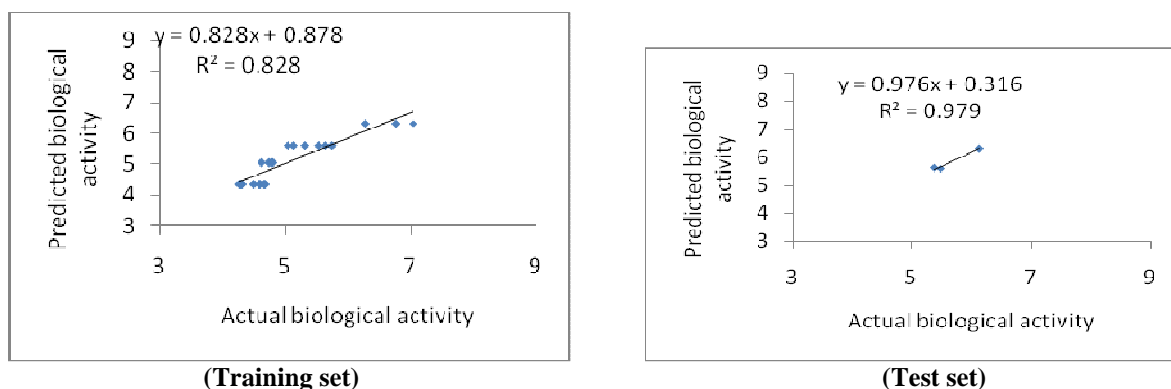 y = 0.828x + 0.878
R² = 0.828
9
8
7
6
5
4
3
3 5 7 9
Predicted biological
activity
Actual biological activity
(Training set)
y = 0.976x + 0.316
R² = 0.979
9
8
7
6
5
4
3
3 5 7 9
Predicted biological
activity
Actual biological activity
(Test set)